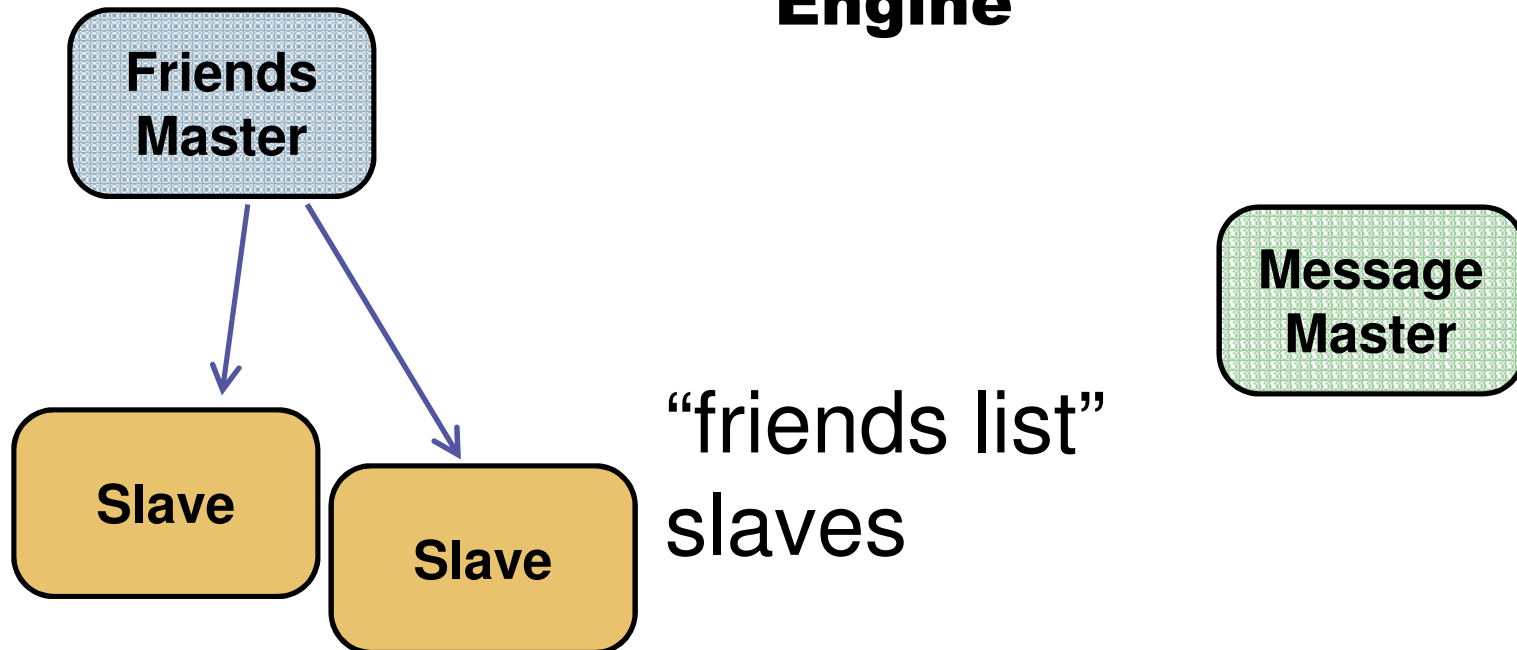 Engine
Friends
Master
Message
Master
“friends list”
slaves
Slave
Slave